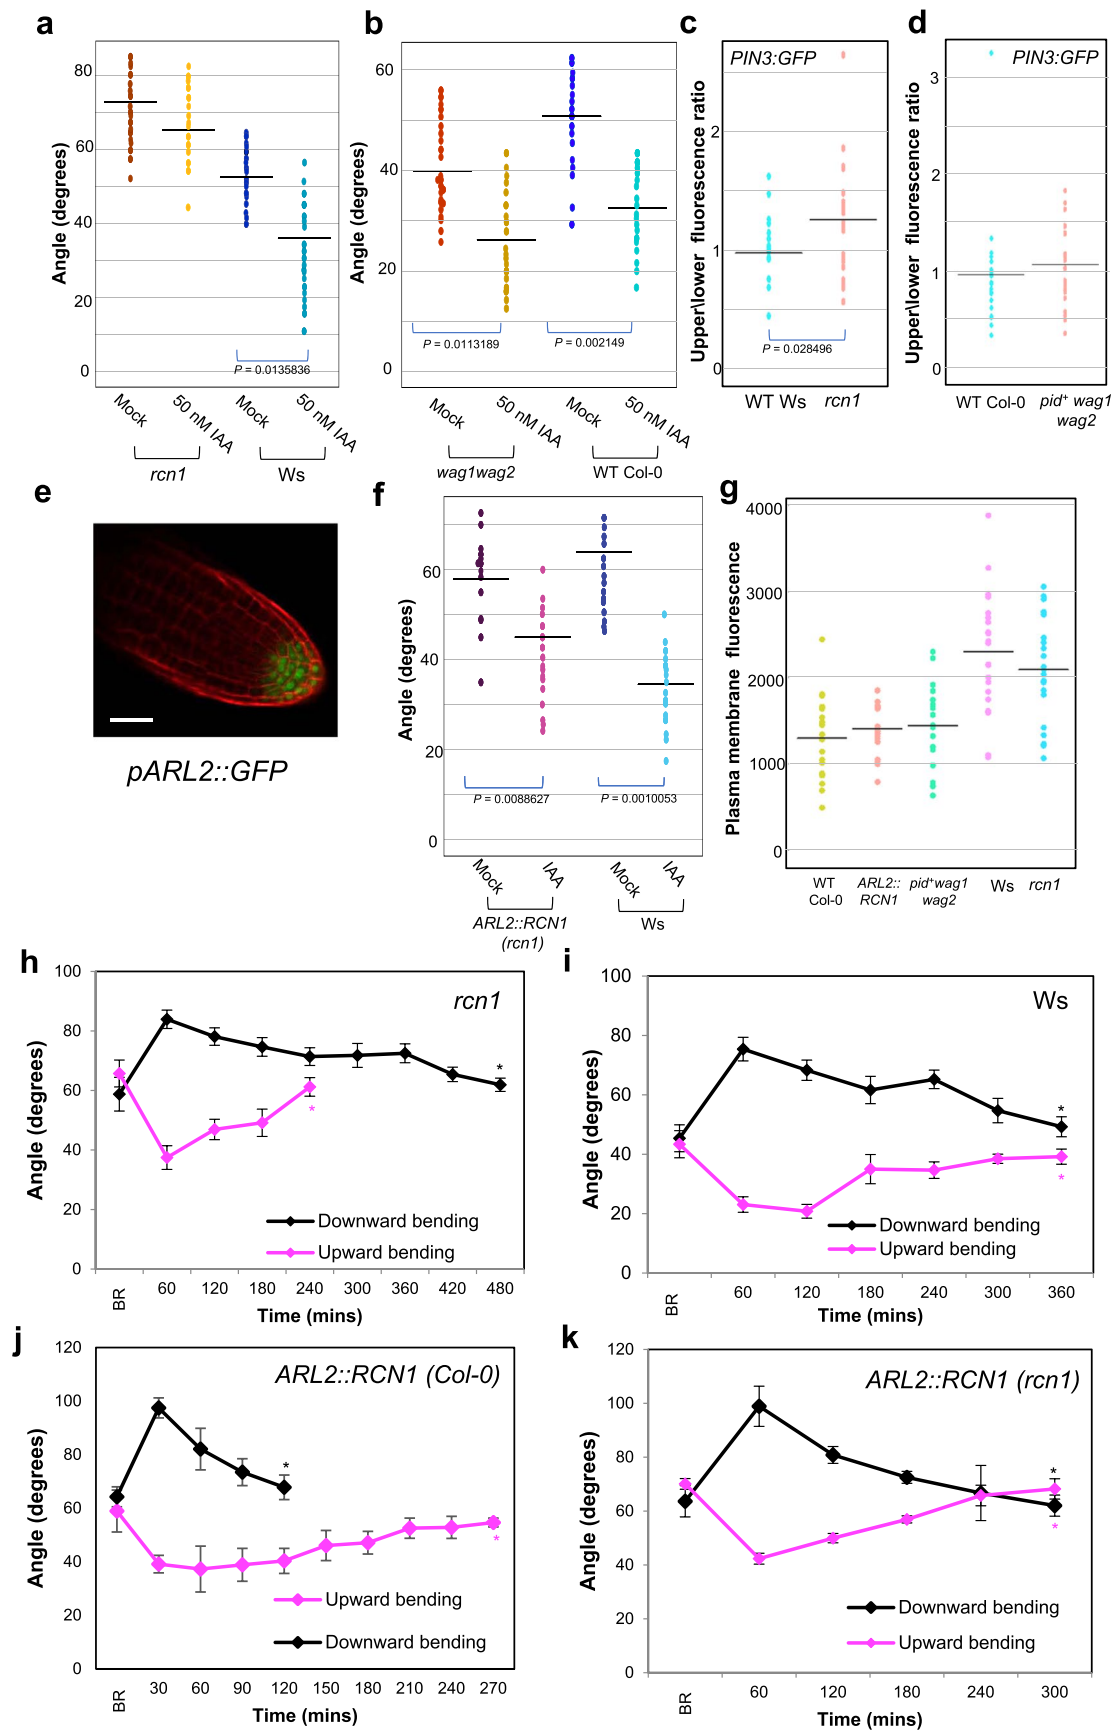 a
80
60
40
20
0
Angle (degrees)
P = 0.0135836
Mock
50 nM IAA
Mock
50 nM IAA
rcn1
Ws
b
60
40
20
0
Angle (degrees)
P = 0.0113189
P = 0.002149
Mock
50 nM IAA
Mock
50 nM IAA
wag1wag2
WT Col-0
c
PIN3:GFP
2
1
0
Upper\lower fluorescence ratio
P = 0.028496
WT Ws
rcn1
d
PIN3:GFP
3
2
1
0
Upper/lower fluorescence ratio
WT Col-0
pid+ wag1
wag2
e
pARL2::GFP
f
60
40
20
0
Angle (degrees)
P = 0.0088627
P = 0.0010053
Mock
IAA
Mock
IAA
ARL2::RCN1
(rcn1)
Ws
g
4000
3000
2000
1000
0
Plasma membrane fluorescence
WT
Col-0
ARL2::
RCN1
pid+wag1
wag2
Ws
rcn1
h
rcn1
100
80
60
40
20
0
Angle (degrees)
*
*
Downward bending
Upward bending
BR
60 120 180 240 300 360 420 480
Time (mins)
i
Ws
100
80
60
40
20
0
Angle (degrees)
*
*
Downward bending
Upward bending
BR
60 120 180 240 300 360
Time (mins)
j
ARL2::RCN1 (Col-0)
120
100
80
60
40
20
0
Angle (degrees)
*
*
Upward bending
Downward bending
BR
30 60 90 120 150 180 210 240 270
Time (mins)
k
ARL2::RCN1 (rcn1)
120
100
80
60
40
20
0
Angle (degrees)
*
*
Downward bending
Upward bending
BR
60 120 180 240 300
Time (mins)